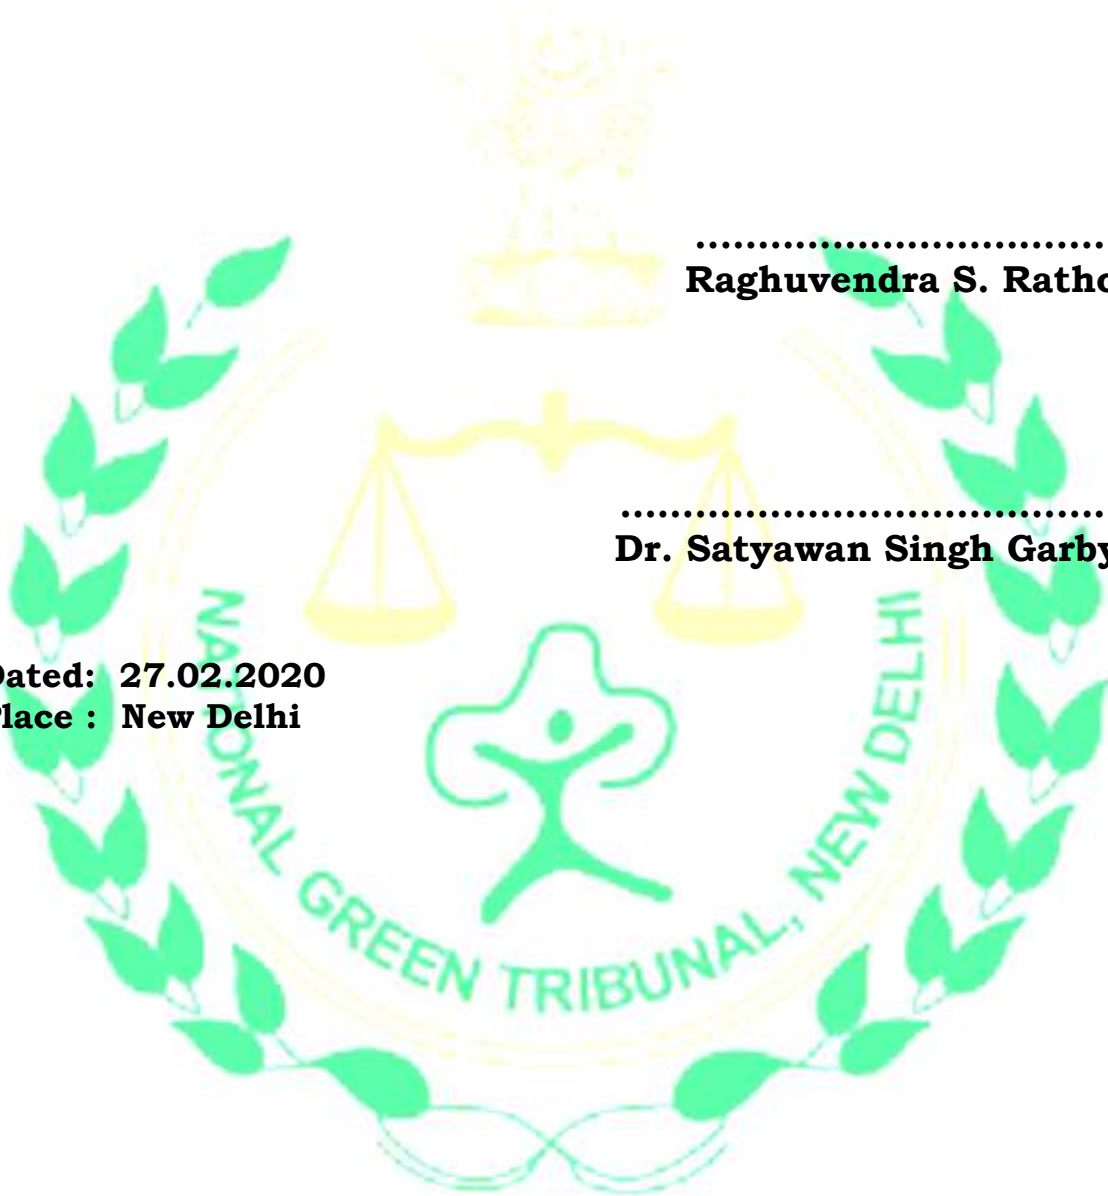 ....................................
Raghuvendra S. Ratho
..........................................
Dr. Satyawan Singh Garby
Dated: 27.02.2020
Place : New Delhi
NATIONAL GREEN TRIBUNAL, NEW DELHI